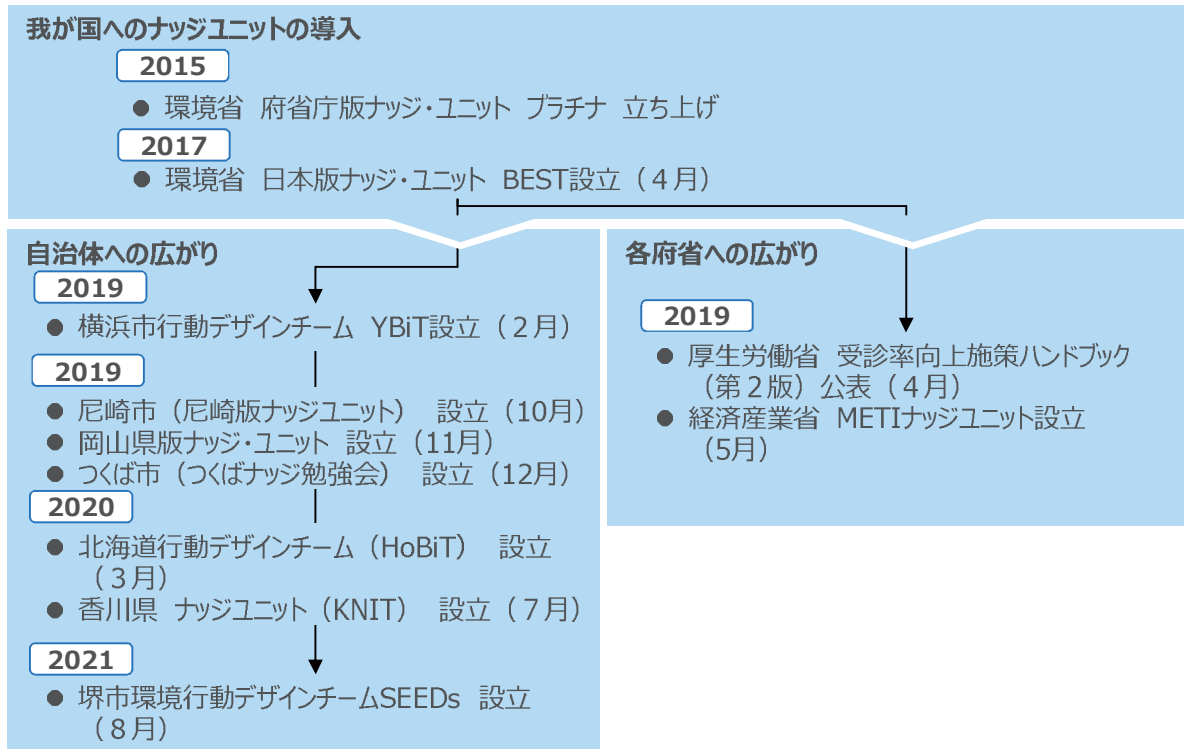 我が国へのナッジユニットの導入
2015
● 環境省 府省庁版ナッジ・ユニット プラチナ 立ち上げ
2017
● 環境省 日本版ナッジ・ユニット BEST設立（４月）
自治体への広がり
2019
● 横浜市行動デザインチーム YBiT設立（２月）
2019
● 尼崎市（尼崎版ナッジユニット） 設立（10月）
● 岡山県版ナッジ・ユニット 設立（11月）
● つくば市（つくばナッジ勉強会） 設立（12月）
2020
● 北海道行動デザインチーム（HoBiT） 設立
（３月）
● 香川県 ナッジユニット（KNIT） 設立（７月）
2021
● 堺市環境行動デザインチームSEEDs 設立
（８月）
各府省への広がり
2019
● 厚生労働省 受診率向上施策ハンドブック
（第２版）公表（４月）
● 経済産業省 METIナッジユニット設立
（5月）